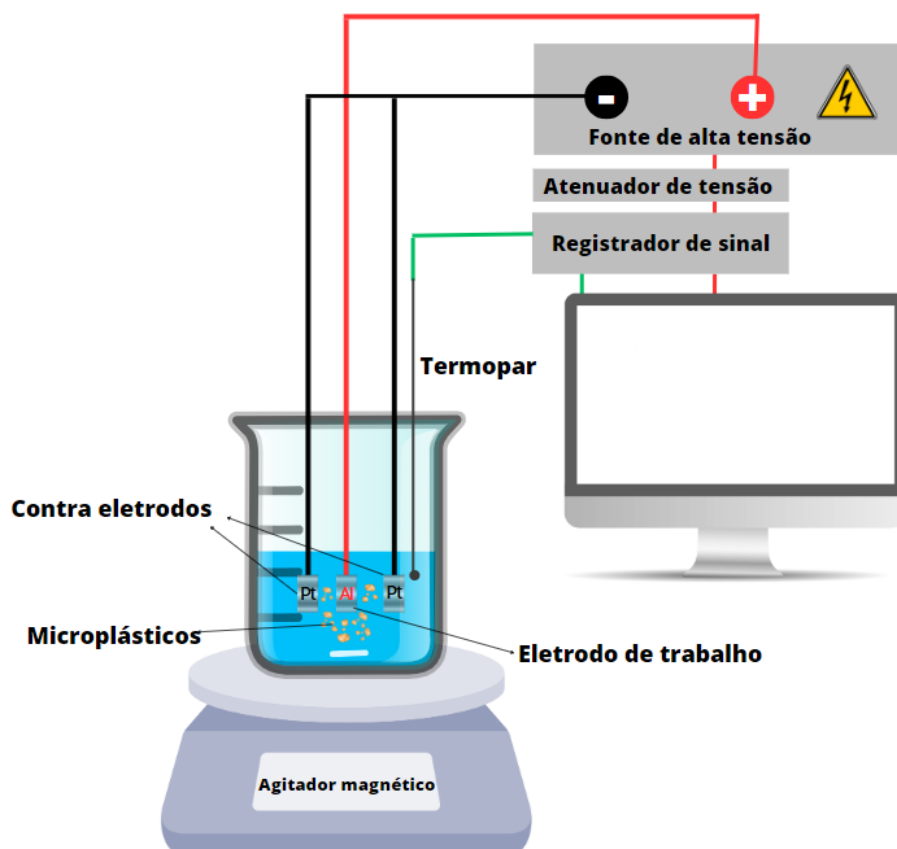 -
+
Fonte de alta tensão
Atenuador de tensão
Registrador de sinal
Termopar
Contra eletrodos
Pt
Al
Pt
Microplásticos
Eletrodo de trabalho
Agitador magnético